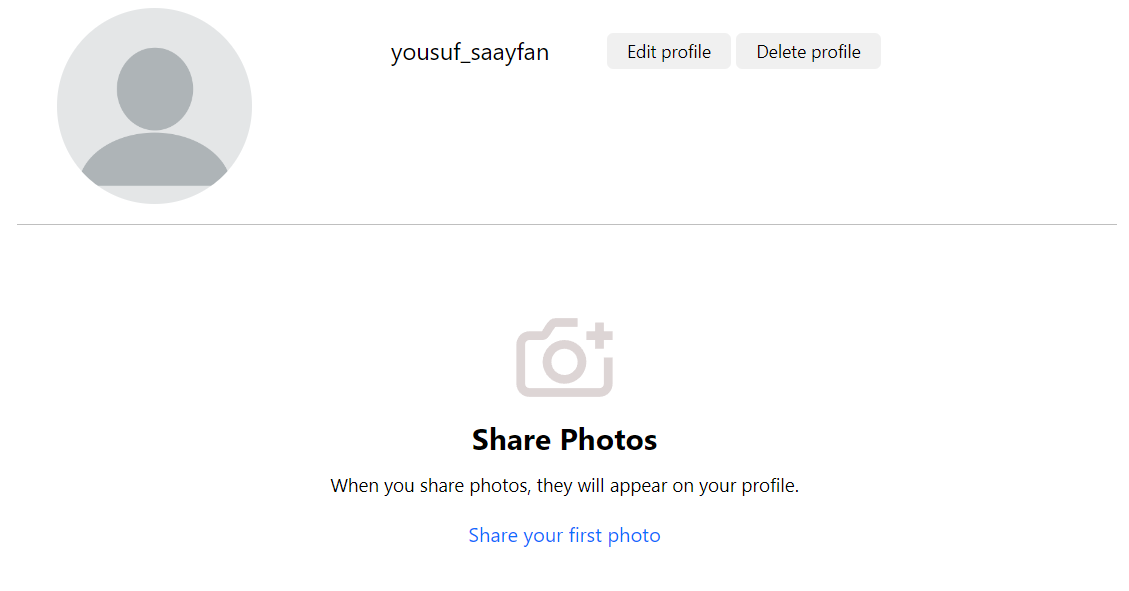 yousuf_saayfan Edit profile Delete profile
Share Photos
When you share photos, they will appear on your profile.
Share your first photo